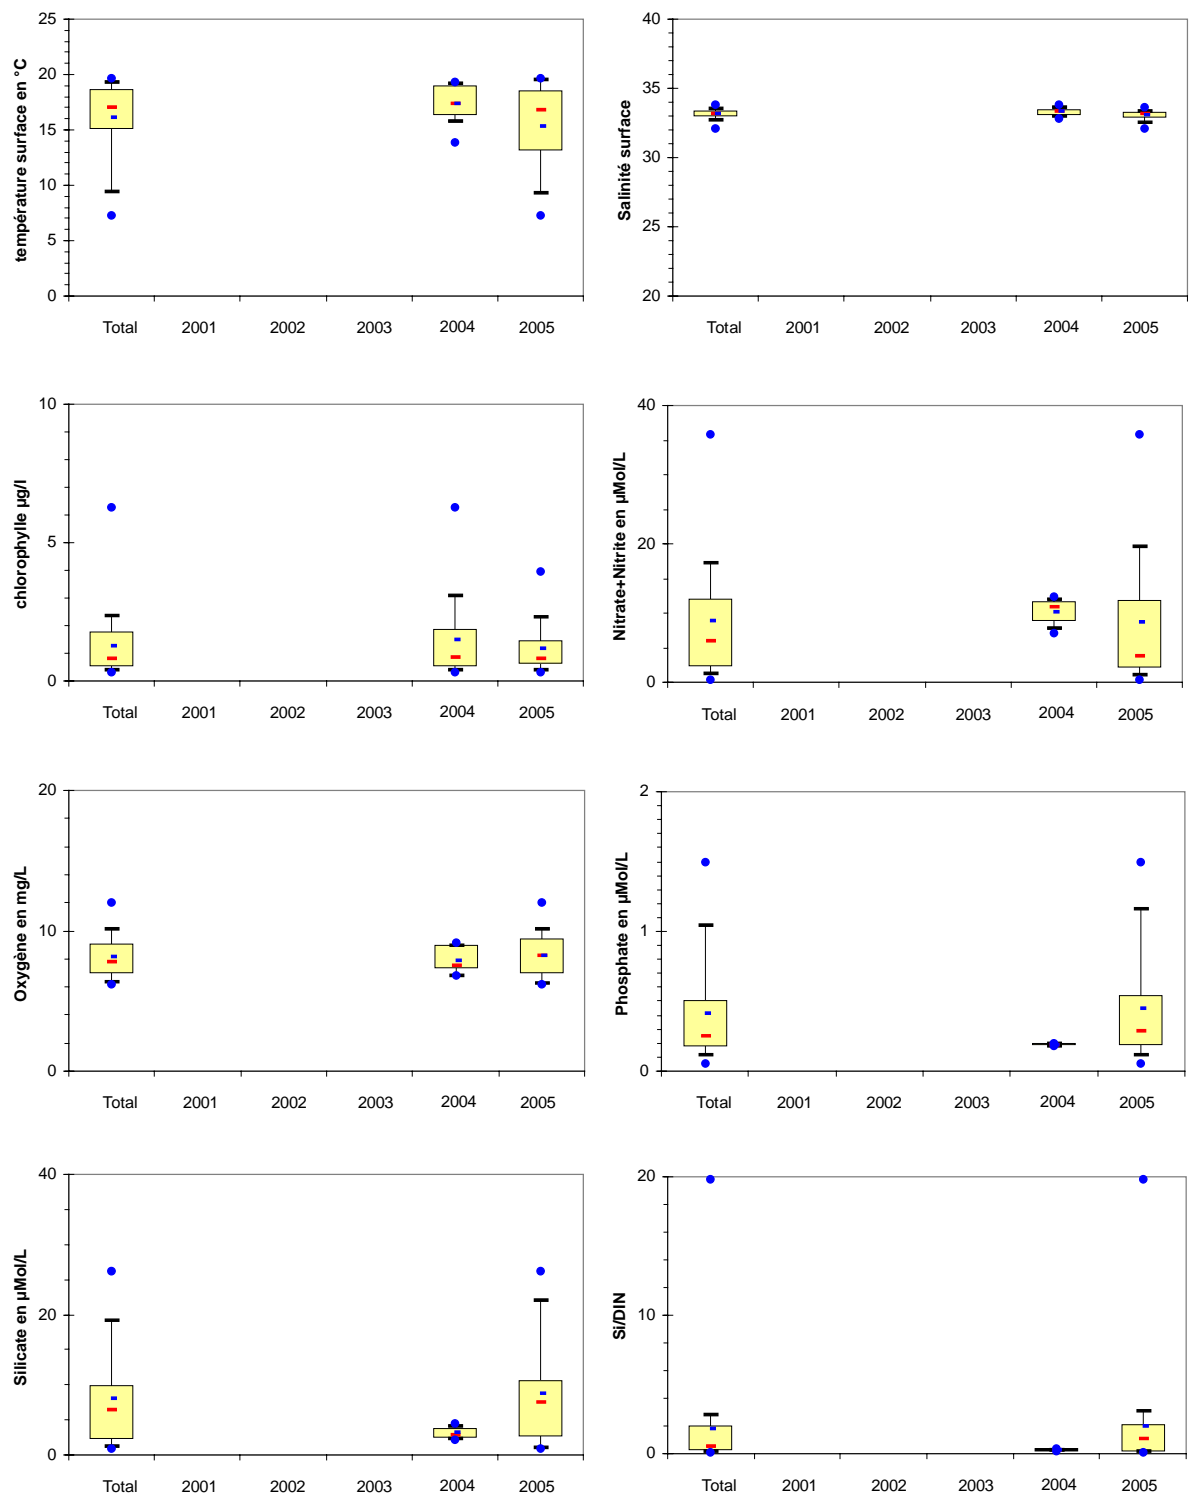 température surface en °C
25
20
15
10
5
0
Total 2001 2002 2003 2004 2005
Salinité surface
40
35
30
25
20
Total 2001 2002 2003 2004 2005
chlorophylle µg/l
10
5
0
Total 2001 2002 2003 2004 2005
Nitrate+Nitrite en µMol/L
40
20
0
Total 2001 2002 2003 2004 2005
Oxygène en mg/L
20
10
0
Total 2001 2002 2003 2004 2005
Phosphate en µMol/L
2
1
0
Total 2001 2002 2003 2004 2005
Silicate en µMol/L
40
20
0
Total 2001 2002 2003 2004 2005
Si/DIN
20
10
0
Total 2001 2002 2003 2004 2005